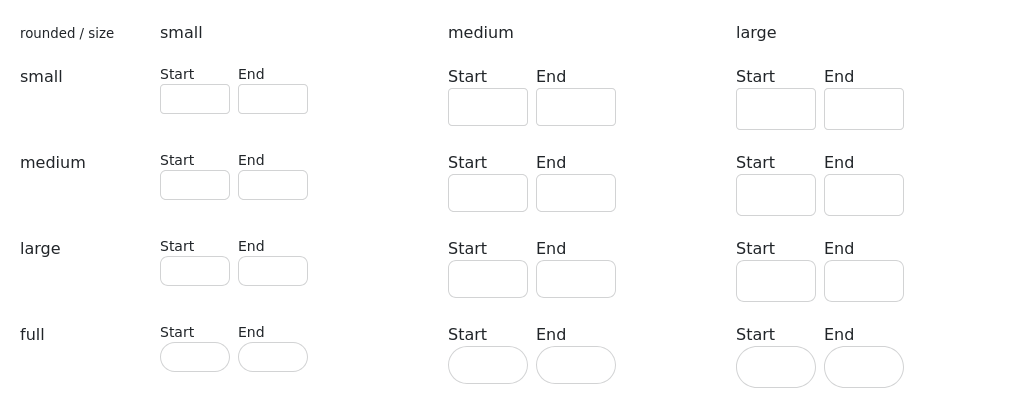 rounded / size small medium large
small Start End Start End Start End
medium Start End Start End Start End
large Start End Start End Start End
full Start End Start End Start End